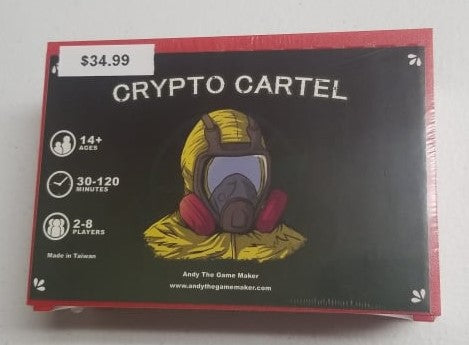 $34.99
CRYPTO CARTEL
14+
AGES
30-120
MINUTES
2-8
PLAYERS
Made in Taiwan
Andy The Game Maker
www.andythegamemaker.com